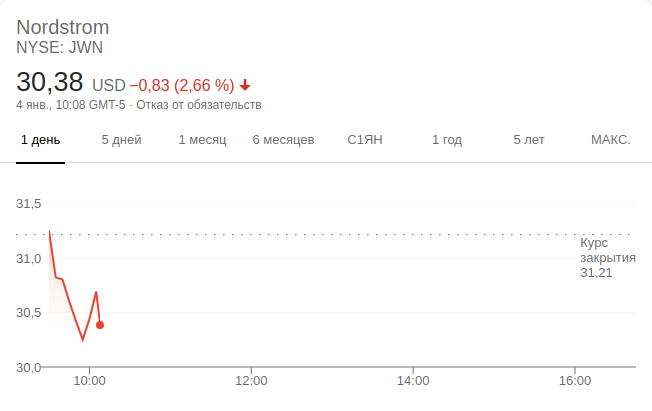 Nordstrom
NYSE: JWN
30,38 USD −0,83 (2,66 %)
4 янв., 10:08 GMT-5 · Отказ от обязательств
1 день 5 дней 1 месяц 6 месяцев С1ЯН 1 год 5 лет МАКС.
31,5
Курс
закрытия
31,21
31,0
30,5
30,0
10:00 12:00 14:00 16:00